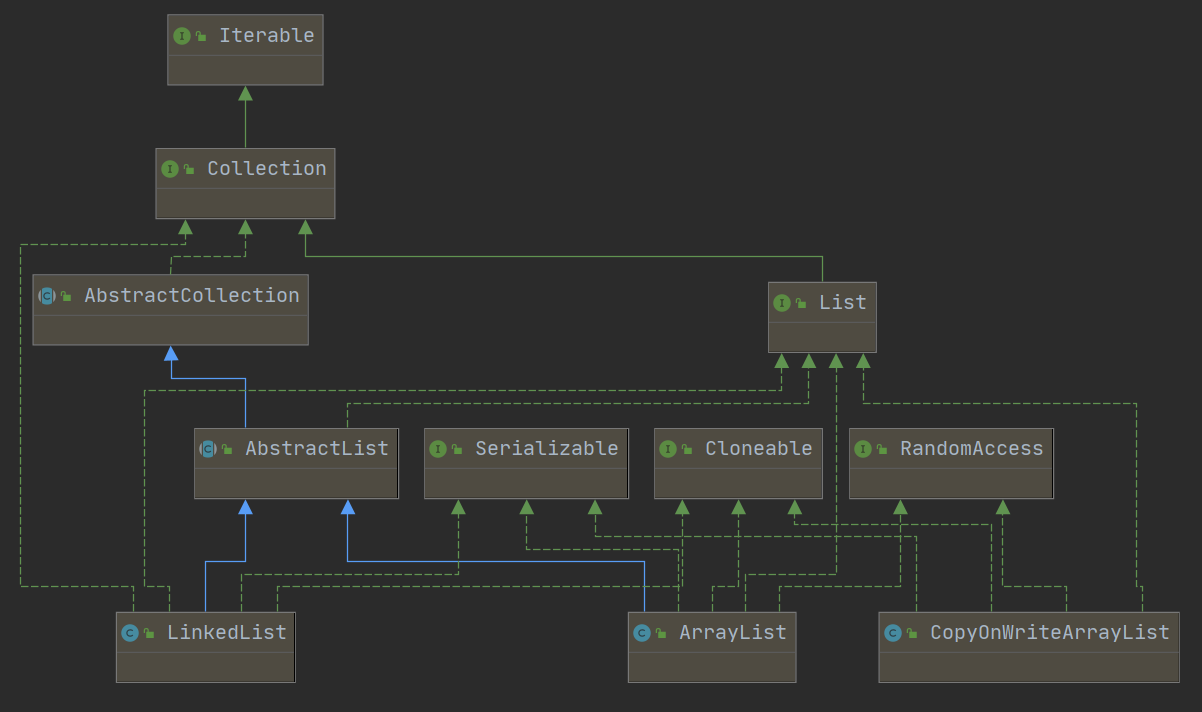 Iterable
Collection
AbstractCollection
List
AbstractList
Serializable
Cloneable
RandomAccess
LinkedList
ArrayList
CopyOnWriteArrayList